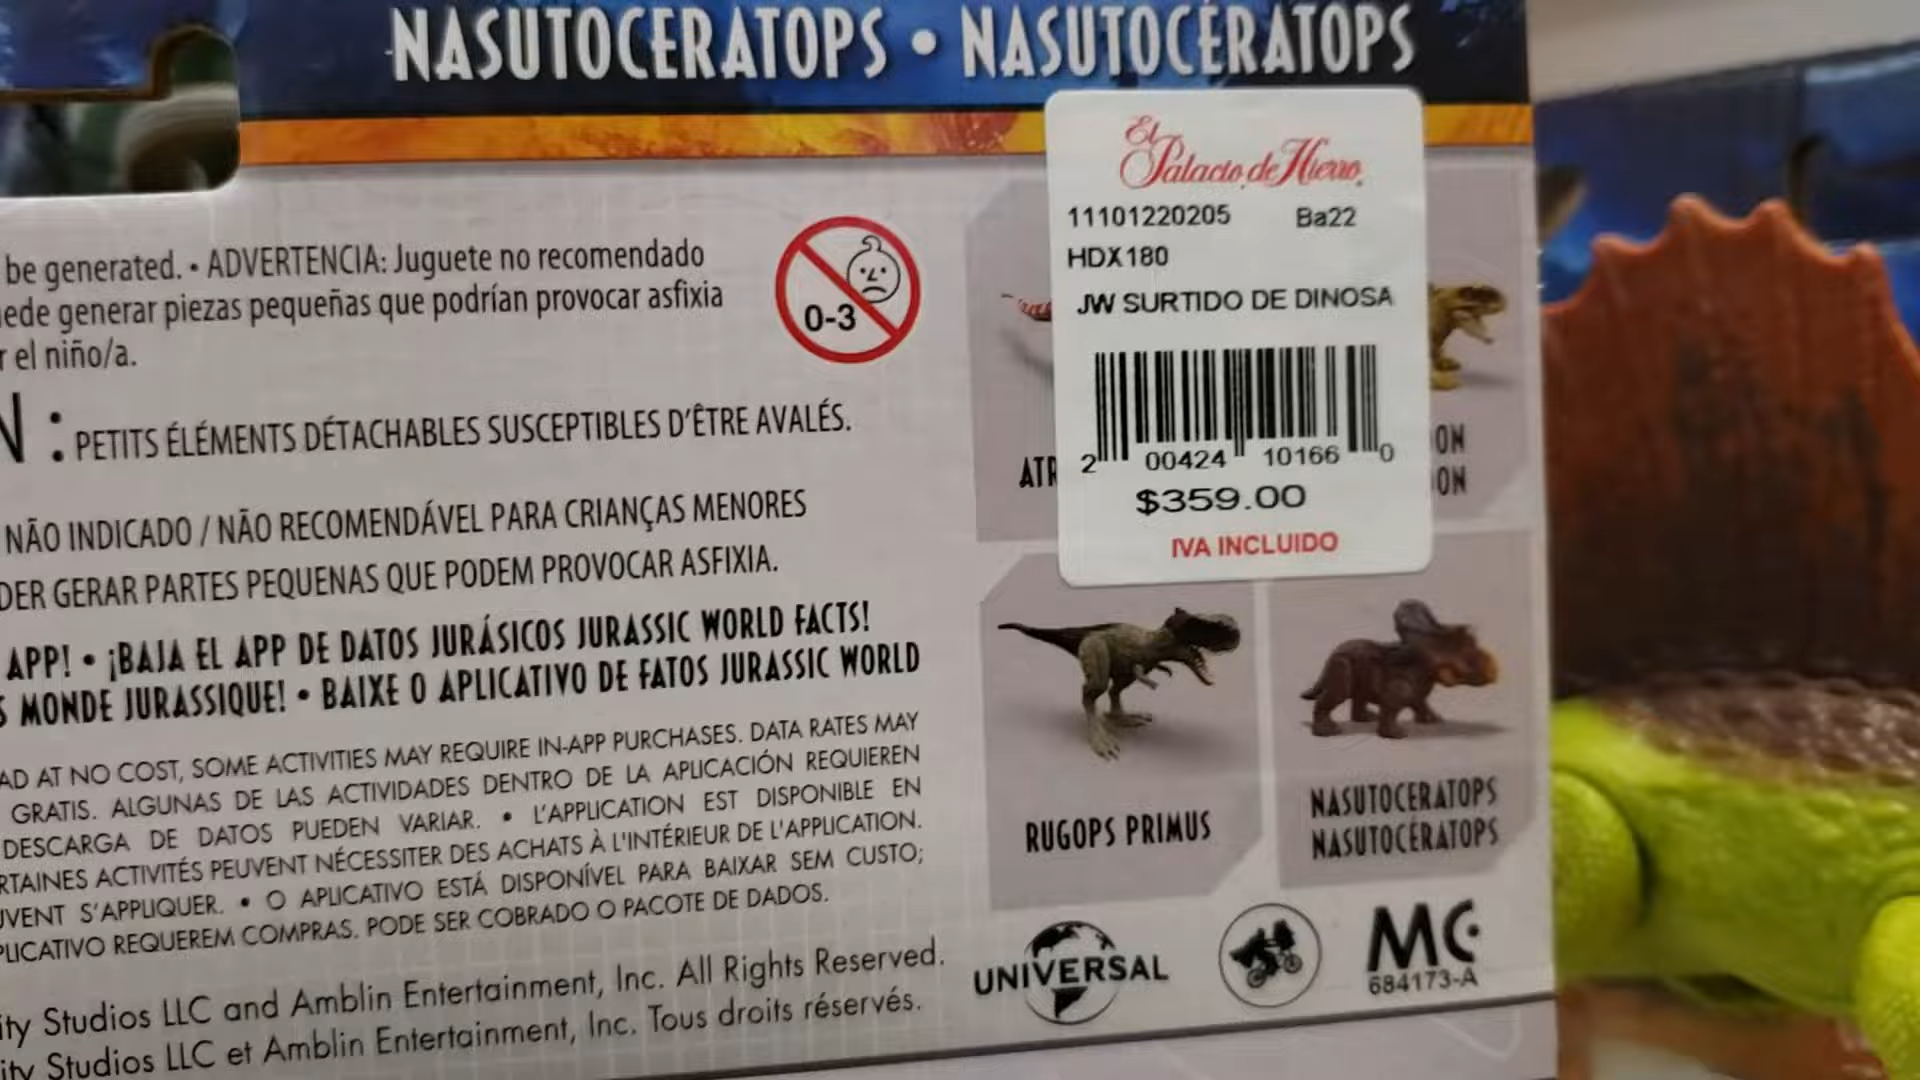 NASUTOCERATOPS • NASUTOCÉRATOPS
El
Palacio de Hierro
11101220205 Ba22
HDX180
JW SURTIDO DE DINOSA
2 00424 10166 0
$359.00
IVA INCLUIDO
be generated. • ADVERTENCIA: Juguete no recomendado
generar piezas pequeñas que podrían provocar asfixia
el niño/a.
0-3
: PETITS ÉLÉMENTS DÉTACHABLES SUSCEPTIBLES D'ÊTRE AVALÉS.
NÃO INDICADO / NÃO RECOMENDÁVEL PARA CRIANÇAS MENORES
GERAR PARTES PEQUENAS QUE PODEM PROVOCAR ASFIXIA.
APP! • ¡BAJA EL APP DE DATOS JURÁSICOS JURASSIC WORLD FACTS!
MONDE JURASSIQUE! • BAIXE O APLICATIVO DE FATOS JURASSIC WORLD
AT NO COST, SOME ACTIVITIES MAY REQUIRE IN-APP PURCHASES. DATA RATES MAY
GRATIS. ALGUNAS DE LAS ACTIVIDADES DENTRO DE LA APLICACIÓN REQUIEREN
DESCARGA DE DATOS PUEDEN VARIAR. • L'APPLICATION EST DISPONIBLE EN
ACTIVITÉS PEUVENT NÉCESSITER DES ACHATS À L'INTÉRIEUR DE L'APPLICATION.
S'APPLIQUER. • O APLICATIVO ESTÁ DISPONÍVEL PARA BAIXAR SEM CUSTO;
REQUEREM COMPRAS. PODE SER COBRADO O PACOTE DE DADOS.
Studios LLC and Amblin Entertainment, Inc. All Rights Reserved.
Studios LLC et Amblin Entertainment, Inc. Tous droits réservés.
ATR
ON
ON
RUGOPS PRIMUS
NASUTOCERATOPS
NASUTOCÉRATOPS
UNIVERSAL
MC
684173-A